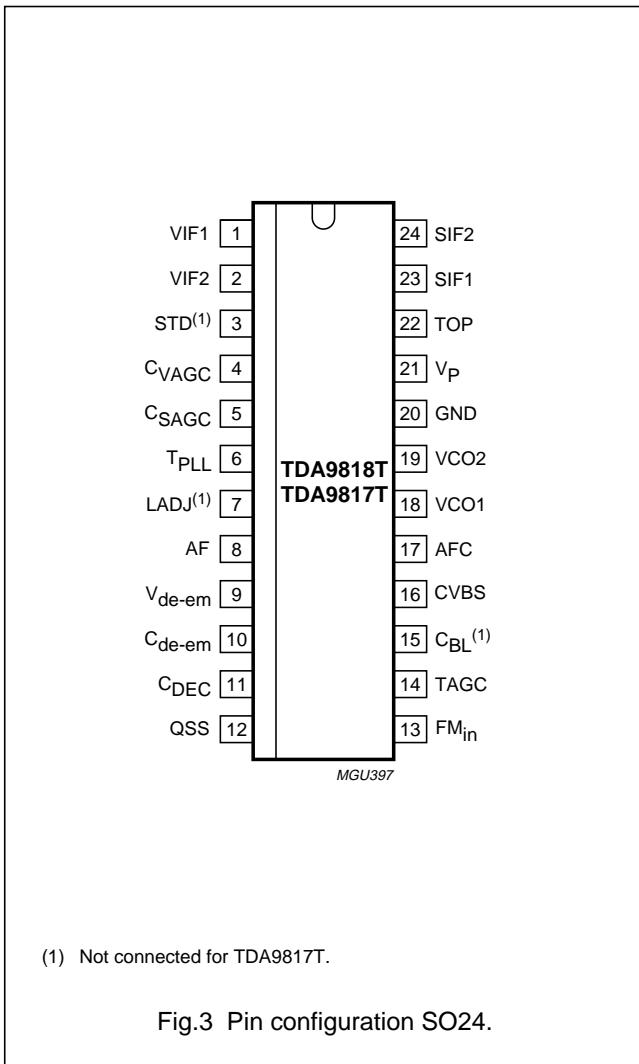 VIF1 1
VIF2 2
STD(1) 3
CVAGC 4
CSAGC 5
TPLL 6
LADJ(1) 7
AF 8
Vde-em 9
Cde-em 10
CDEC 11
QSS 12
TDA9818T
TDA9817T
24 SIF2
23 SIF1
22 TOP
21 VP
20 GND
19 VCO2
18 VCO1
17 AFC
16 CVBS
15 CBL(1)
14 TAGC
13 FMin
MGU397
(1) Not connected for TDA9817T.
Fig.3 Pin configuration SO24.